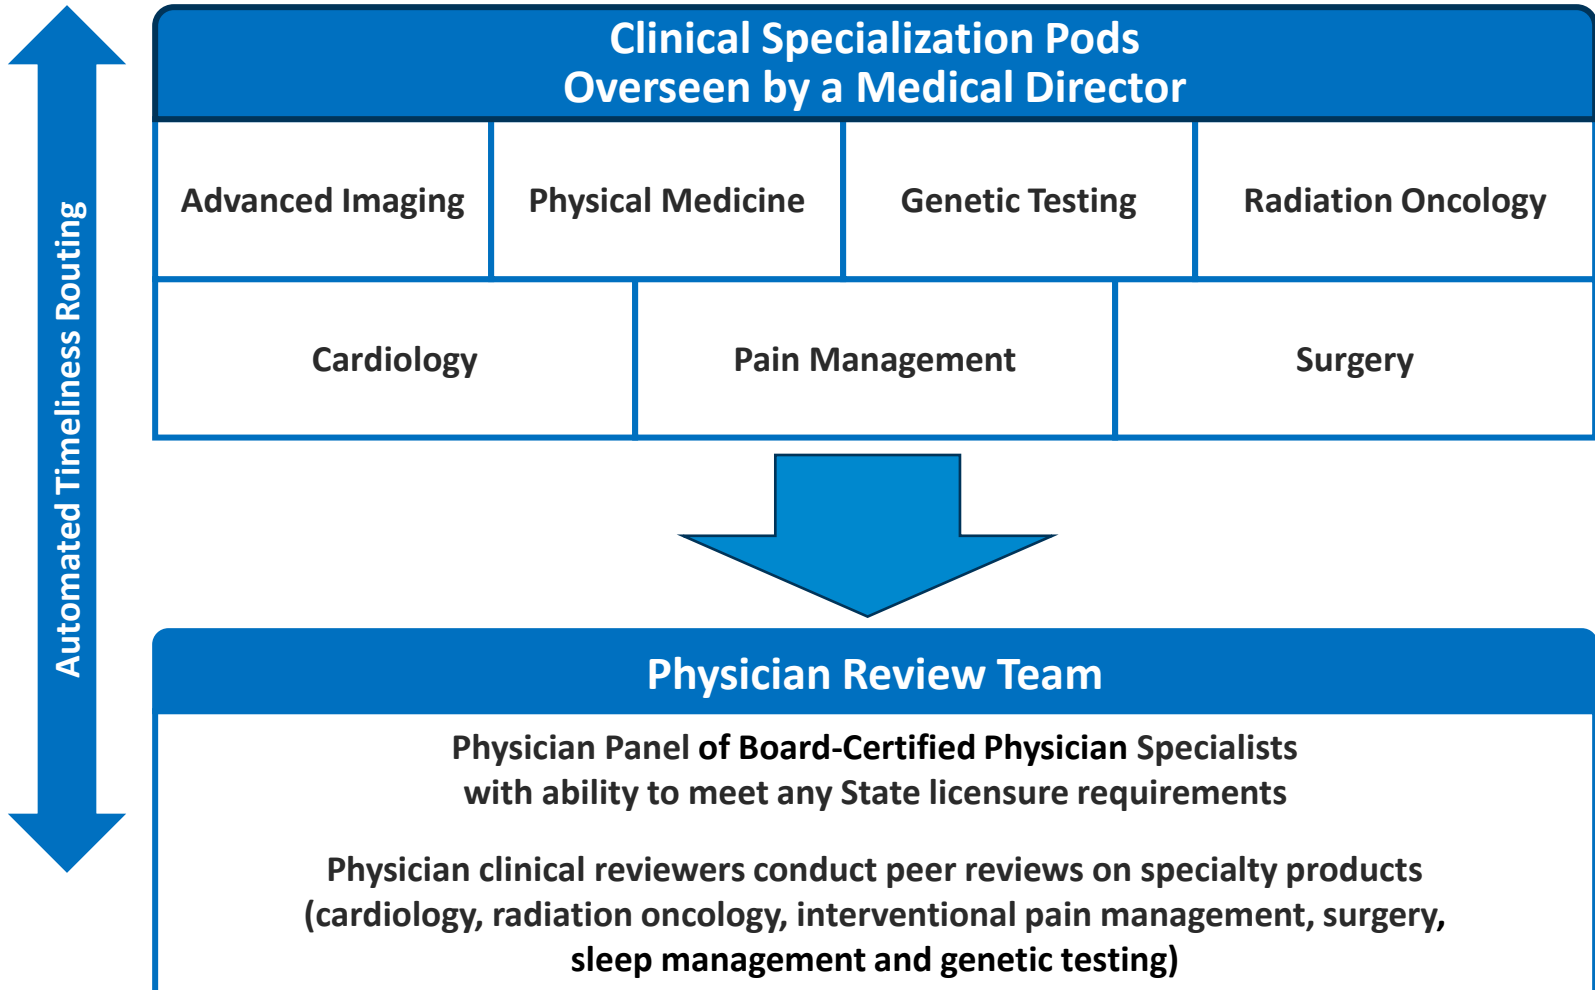 Automated Timeliness Routing
Clinical Specialization Pods
Overseen by a Medical Director
Advanced Imaging
Physical Medicine
Genetic Testing
Radiation Oncology
Cardiology
Pain Management
Surgery
Physician Review Team
Physician Panel of Board-Certified Physician Specialists
with ability to meet any State licensure requirements
Physician clinical reviewers conduct peer reviews on specialty products
(cardiology, radiation oncology, interventional pain management, surgery,
sleep management and genetic testing)